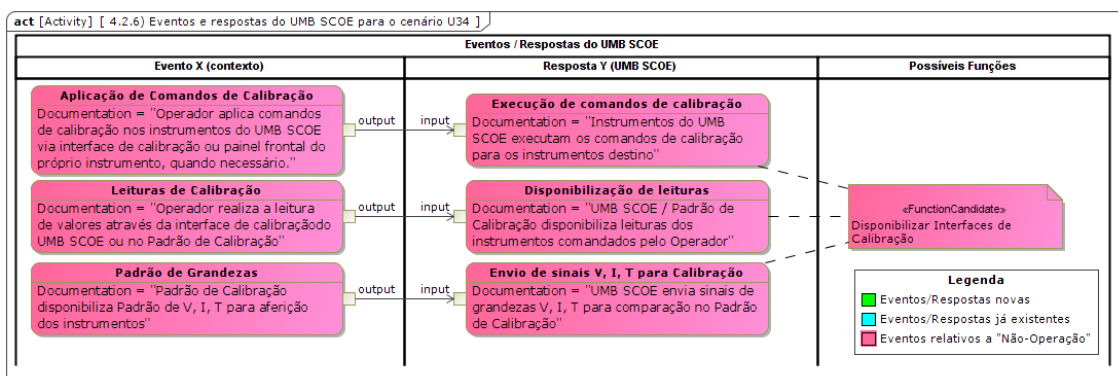 act [Activity] [ 4.2.6) Eventos e respostas do UMB SCOE para o cenário U34 ]
Eventos / Respostas do UMB SCOE
Evento X (contexto)
Resposta Y (UMB SCOE)
Possíveis Funções
Aplicação de Comandos de Calibração
Documentation = "Operador aplica comandos
de calibração nos instrumentos do UMB SCOE
via interface de calibração ou painel frontal do
próprio instrumento, quando necessário."
output
input
Execução de comandos de calibração
Documentation = "Instrumentos do UMB
SCOE executam os comandos de calibração
para os instrumentos destino"
Leituras de Calibração
Documentation = "Operador realiza a leitura
de valores através da interface de calibraçãodo
UMB SCOE ou no Padrão de Calibração"
output
input
Disponibilização de leituras
Documentation = "UMB SCOE / Padrão de
Calibração disponibiliza leituras dos
instrumentos comandados pelo Operador"
«FunctionCandidate»
Disponibilizar Interfaces de
Calibração
Padrão de Grandezas
Documentation = "Padrão de Calibração
disponibiliza Padrão de V, I, T para aferição
dos instrumentos"
output
input
Envio de sinais V, I, T para Calibração
Documentation = "UMB SCOE envia sinais de
grandezas V, I, T para comparação no Padrão
de Calibração"
Legenda
Eventos/Respostas novas
Eventos/Respostas já existentes
Eventos relativos a "Não-Operação"